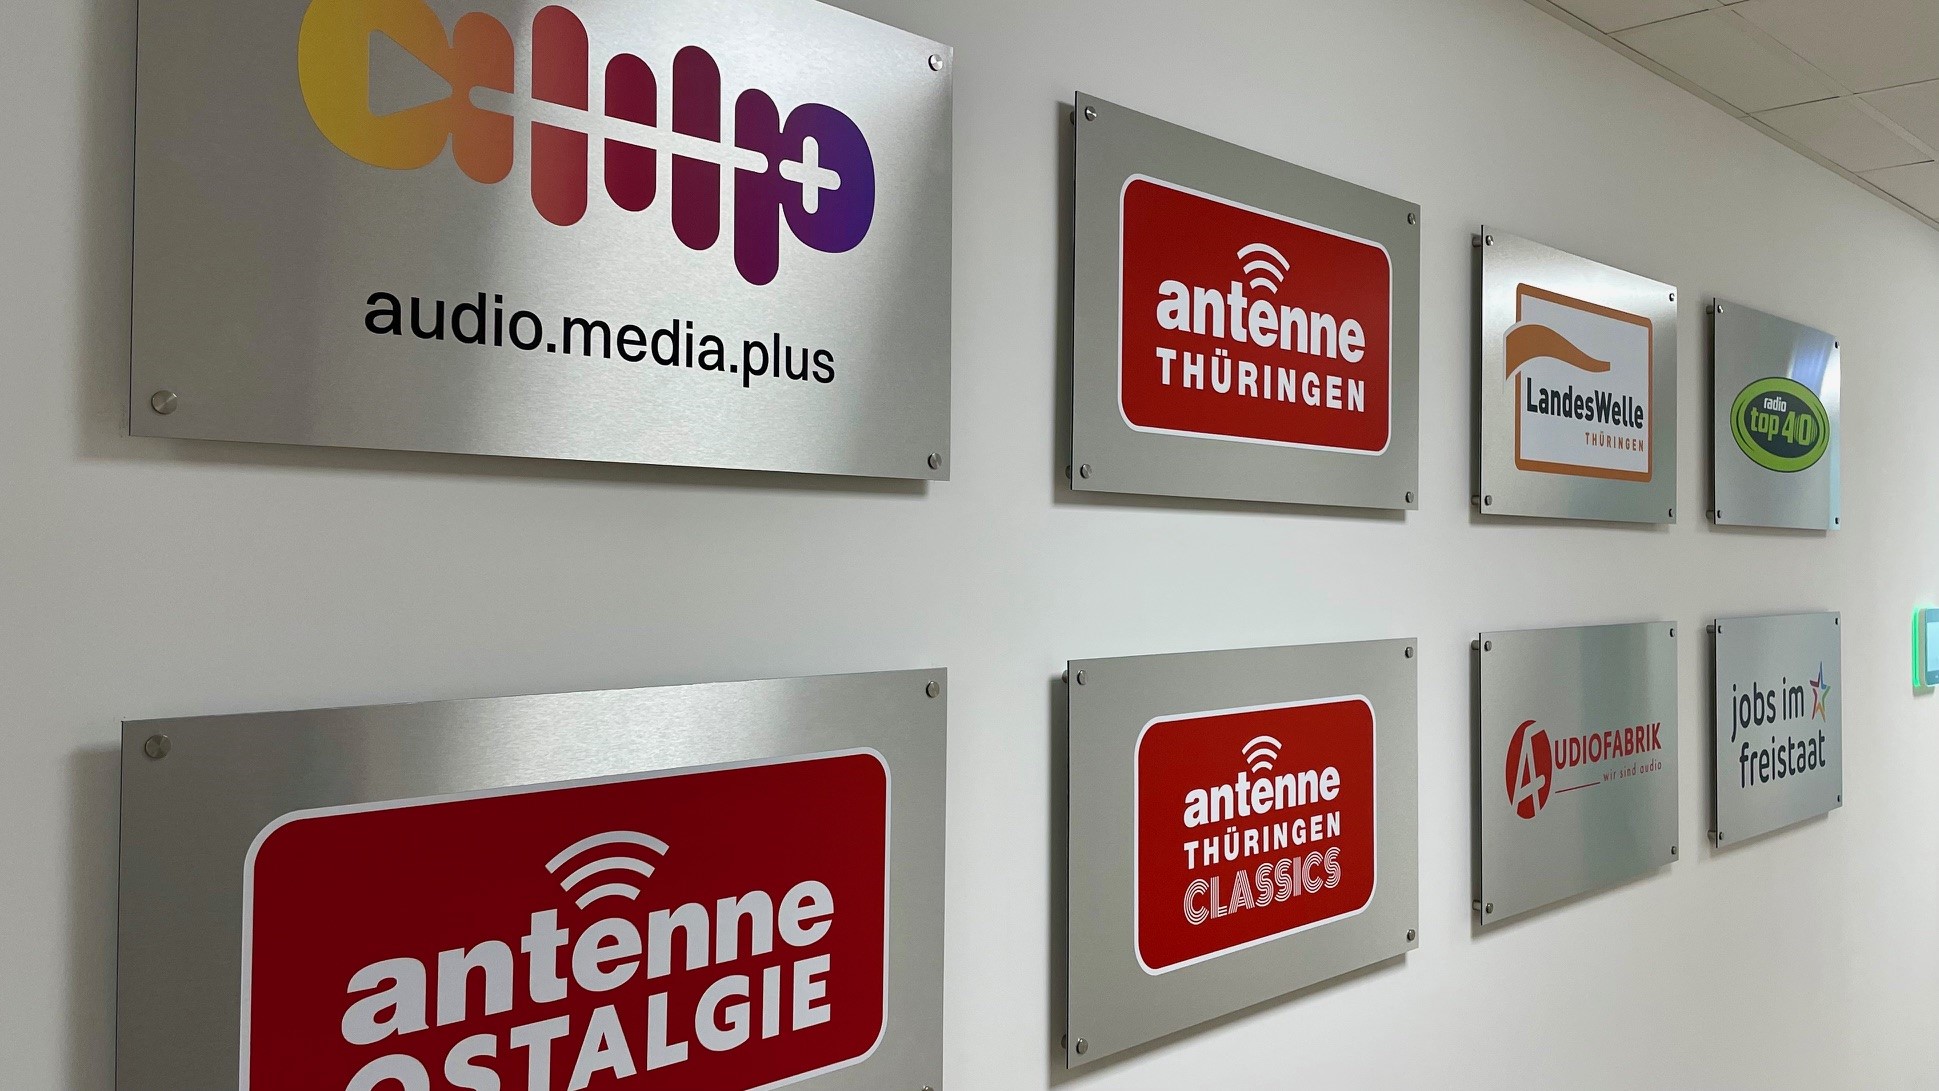 audio.media.plus
antenne
THÜRINGEN
LandesWelle
THÜRINGEN
radio
top 40
antenne
OSTALGIE
antenne
THÜRINGEN
CLASSICS
AUDIOFABRIK
wir sind audio
jobs im
freistaat